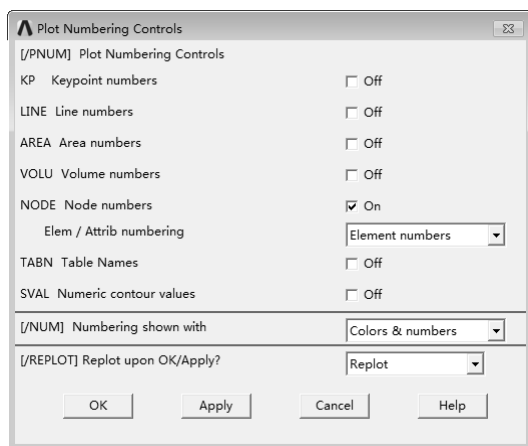 Plot Numbering Controls
[/PNUM] Plot Numbering Controls
KP Keypoint numbers Off
LINE Line numbers Off
AREA Area numbers Off
VOLU Volume numbers Off
NODE Node numbers On
Elem / Attrib numbering Element numbers
TABN Table Names Off
SVAL Numeric contour values Off
[/NUM] Numbering shown with Colors & numbers
[/REPLOT] Replot upon OK/Apply? Replot
OK Apply Cancel Help